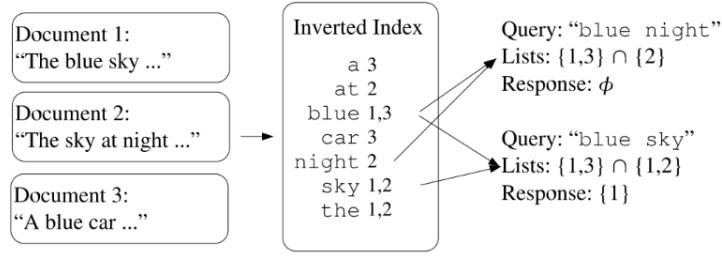 Document 1:
“The blue sky ...”
Document 2:
“The sky at night ...”
Document 3:
“A blue car ...”
Inverted Index
a 3
at 2
blue 1,3
car 3
night 2
sky 1,2
the 1,2
Query: “blue night”
Lists: {1,3} ∩ {2}
Response: ϕ
Query: “blue sky”
Lists: {1,3} ∩ {1,2}
Response: {1}